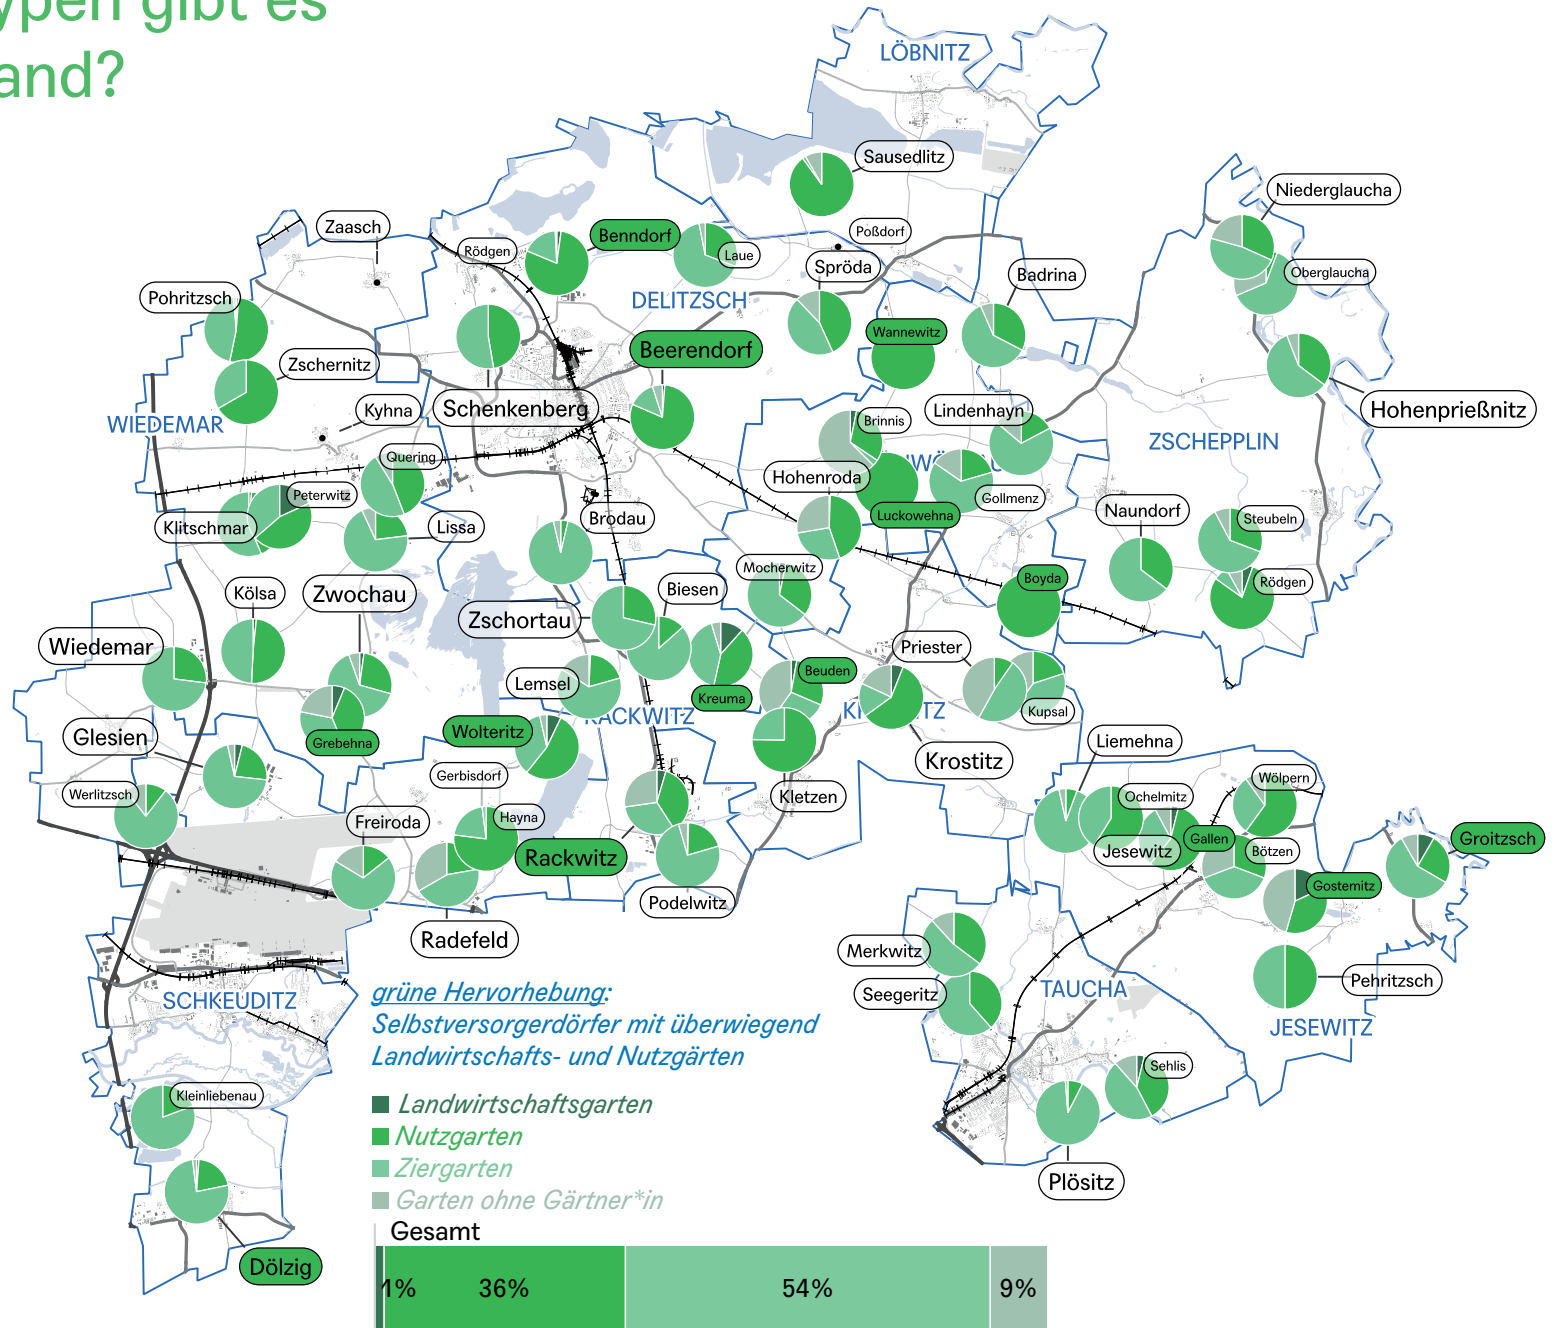 ypen gibt es
and?
LÖBNITZ
Sausedlitz
Niederglaucha
Zaasch
Poßdorf
Benndorf
Rödgen
Laue
Spröda
Badrina
Oberglaucha
Pohritzsch
DELITZSCH
Wannewitz
Beerendorf
Zschernitz
Kyhna
Schenkenberg
Lindenhayn
Hohenprießnitz
WIEDEMAR
Brinnis
ZSCHEPPLIN
Quering
Hohenroda
Peterwitz
Gollmenz
Klitschmar
Lissa
Brodau
Luckowehna
Naundorf
Steubeln
Mocherwitz
Boyda
Rödgen
Kölsa
Zwochau
Biesen
Zschortau
Wiedemar
Priester
Beuden
Lemsel
Kreuma
Kupsal
RACKWITZ
Wolteritz
Glesien
Grebehna
Liemehna
Krostitz
Gerbisdorf
Wölpern
Werlitzsch
Kletzen
Ochelmitz
Freiroda
Hayna
Gallen
Groitzsch
Jesewitz
Bötzen
Rackwitz
Gostemitz
Podelwitz
Radefeld
Merkwitz
Pehritzsch
Seegeritz
TAUCHA
SCHKEUDITZ
JESEWITZ
Sehlis
Kleinliebenau
Plösitz
Dölzig
grüne Hervorhebung:
Selbstversorgerdörfer mit überwiegend
Landwirtschafts- und Nutzgärten
Landwirtschaftsgarten
Nutzgarten
Ziergarten
Garten ohne Gärtner*in
Gesamt
1% 36% 54% 9%